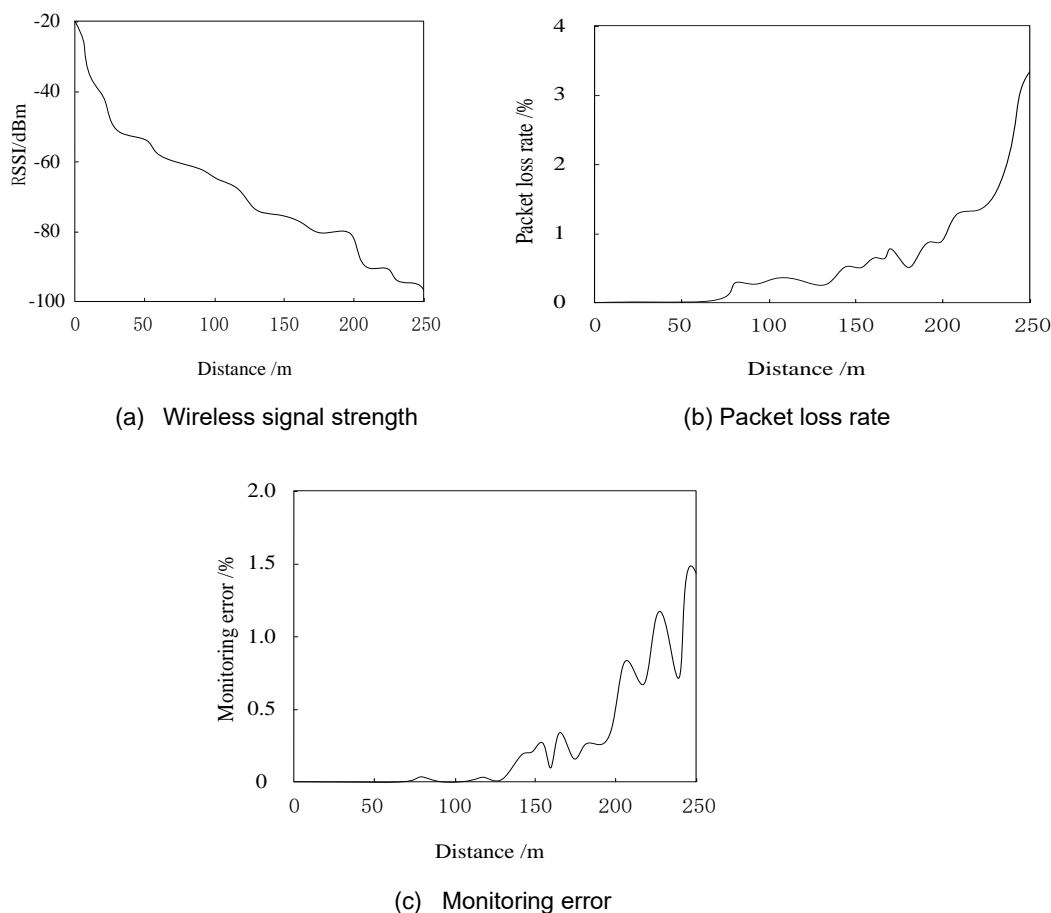 -20
-40
-60
-80
-100
RSSI/dBm
0 50 100 150 200 250
Distance /m
(a) Wireless signal strength
4
3
2
1
0
Packet loss rate /%
0 50 100 150 200 250
Distance /m
(b) Packet loss rate
2.0
1.5
1.0
0.5
0
Monitoring error /%
0 50 100 150 200 250
Distance /m
(c) Monitoring error